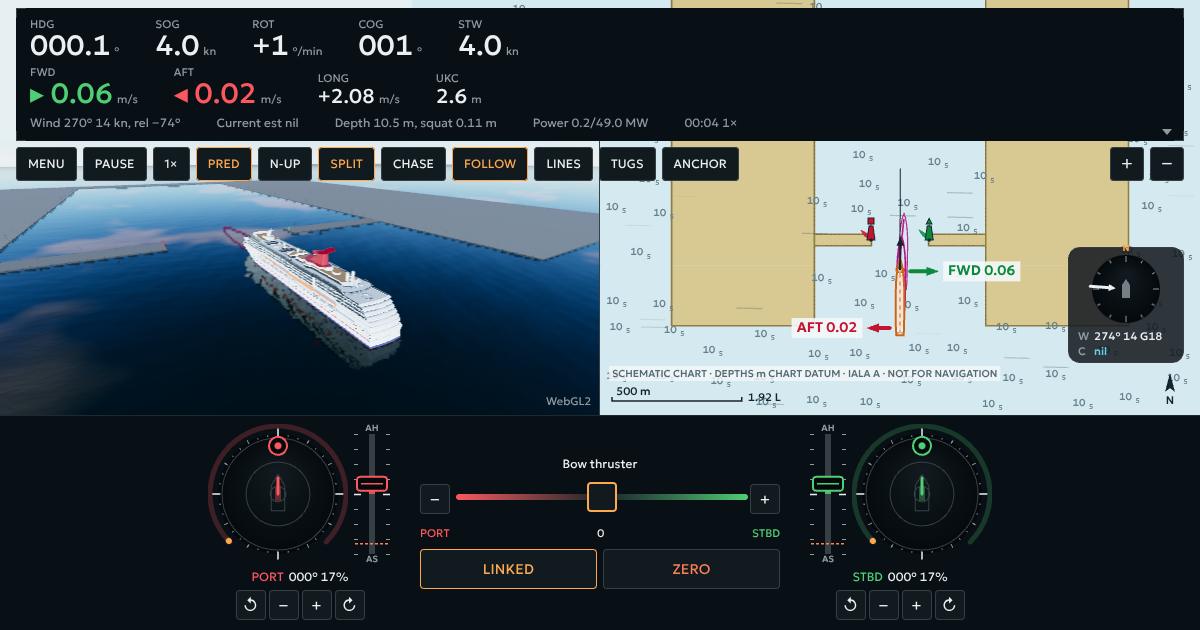 HDG SOG ROT COG STW
000.1 ° 4.0 kn +1 °/min 001 ° 4.0 kn
FWD AFT LONG UKC
▶ 0.06 m/s ◀ 0.02 m/s +2.08 m/s 2.6 m
Wind 270° 14 kn, rel −74° Current est nil Depth 10.5 m, squat 0.11 m Power 0.2/49.0 MW 00:04 1×
MENU PAUSE 1× PRED N-UP SPLIT CHASE FOLLOW LINES TUGS ANCHOR + −
FWD 0.06
AFT 0.02
N
W 274° 14 G18
C nil
SCHEMATIC CHART · DEPTHS m CHART DATUM · IALA A · NOT FOR NAVIGATION
500 m 1.92 L
N
WebGL2
AH
AS
PORT 000° 17%
− +
Bow thruster
− +
PORT 0 STBD
LINKED ZERO
AH
AS
STBD 000° 17%
− +